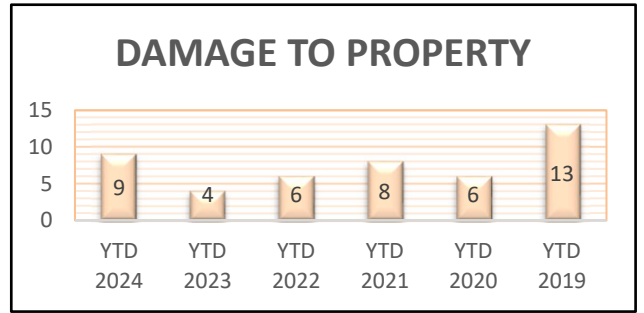 DAMAGE TO PROPERTY
15
10
5
0
9
4
6
8
6
13
YTD 2024
YTD 2023
YTD 2022
YTD 2021
YTD 2020
YTD 2019